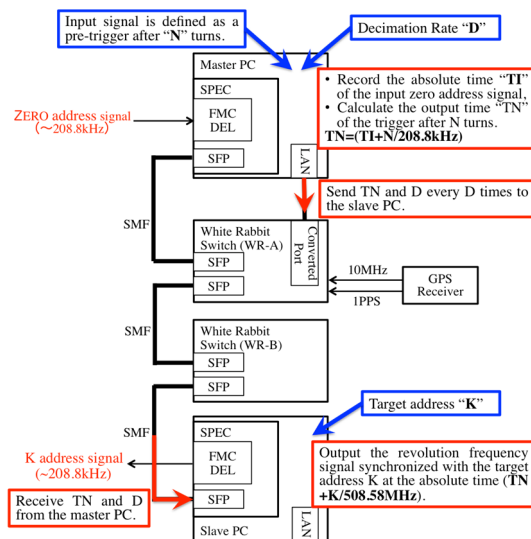 Input signal is defined as a
pre-trigger after “N” turns.
Decimation Rate “D”
Master PC
SPEC
FMC
DEL
SFP
LAN
ZERO address signal
(～208.8kHz)
• Record the absolute time “TI”
of the input zero address signal,
• Calculate the output time “TN”
of the trigger after N turns.
TN=(TI+N/208.8kHz)
Send TN and D every D times to
the slave PC.
SMF
White Rabbit
Switch (WR-A)
Converted
Port
SFP
SFP
10MHz
1PPS
GPS
Receiver
SMF
White Rabbit
Switch (WR-B)
SFP
SFP
SMF
Target address “K”
SPEC
FMC
DEL
SFP
K address signal
(~208.8kHz)
Output the revolution frequency
signal synchronized with the target
address K at the absolute time (TN
+K/508.58MHz).
Receive TN and D
from the master PC.
Slave PC
LAN